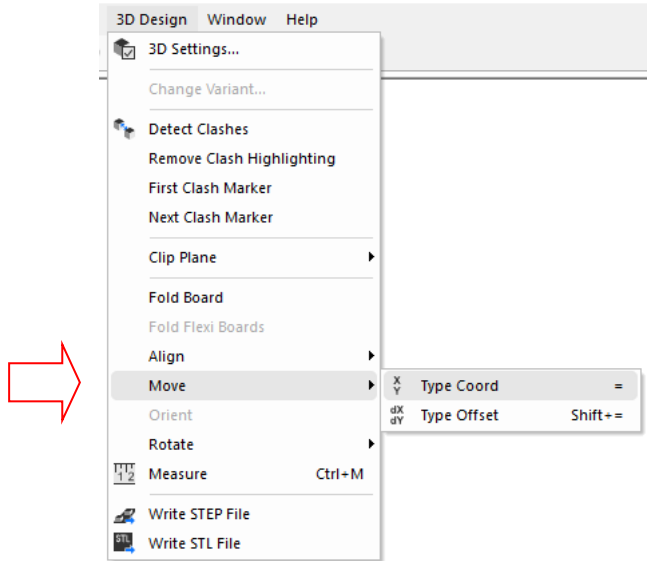 3D Design Window Help
3D Settings...
Change Variant...
Detect Clashes
Remove Clash Highlighting
First Clash Marker
Next Clash Marker
Clip Plane
Fold Board
Fold Flexi Boards
Align
Move
X Y Type Coord =
dX dY Type Offset Shift+=
Orient
Rotate
1 2 Measure Ctrl+M
Write STEP File
STL Write STL File